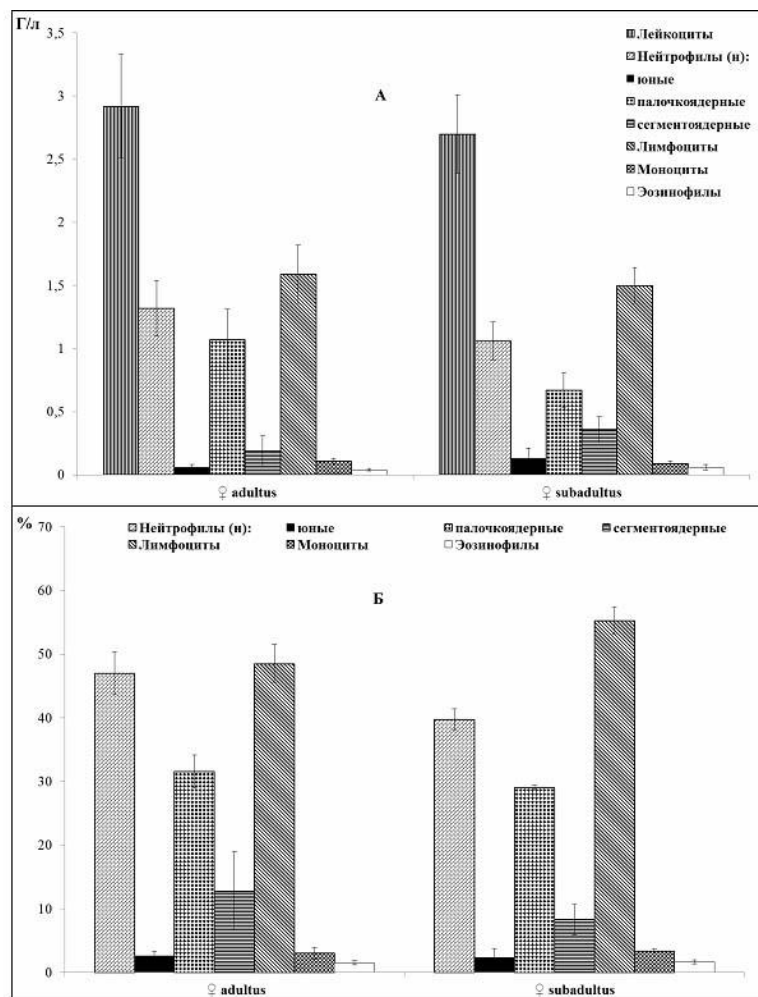 Г/л
3,5
3
2,5
2
1,5
1
0,5
0
А
Лейкоциты
Нейтрофилы (н):
юные
палочкоядерные
сегментоядерные
Лимфоциты
Моноциты
Эозинофилы
♀ adultus ♀ subadultus
%
70
60
50
40
30
20
10
0
Нейтрофилы (н): юные палочкоядерные сегментоядерные
Лимфоциты Моноциты Эозинофилы
Б
♀ adultus ♀ subadultus